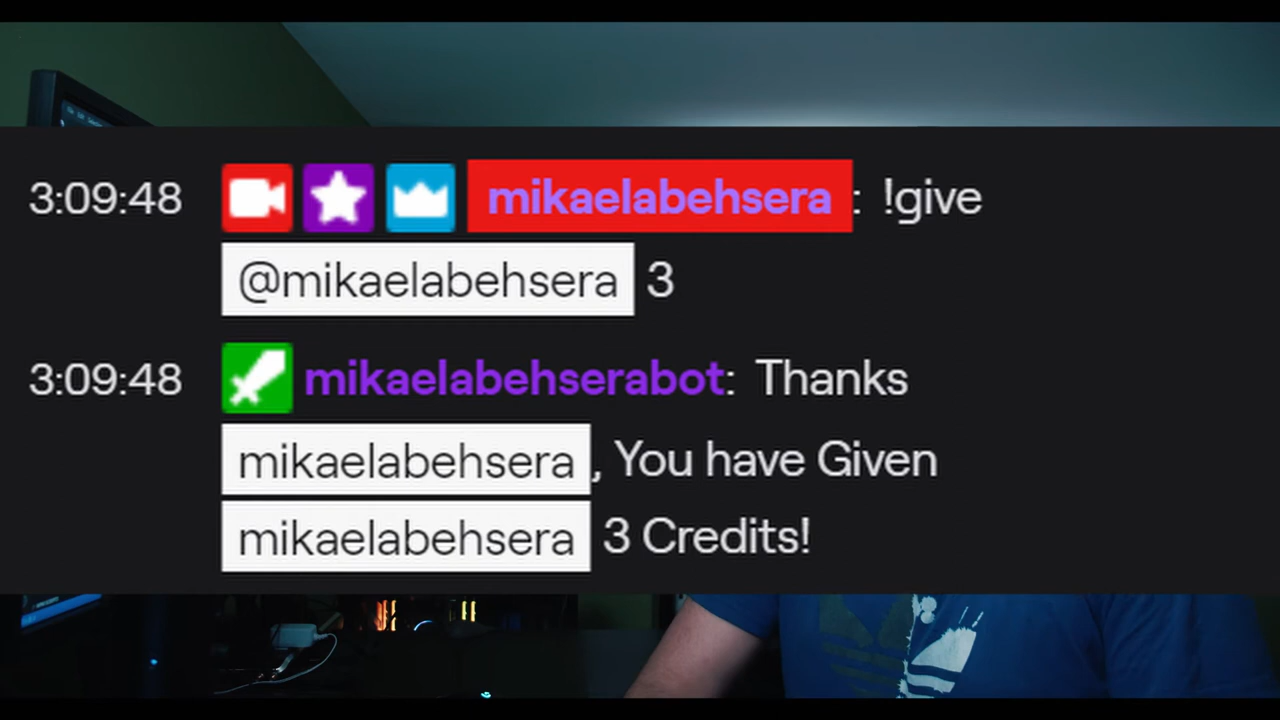 3:09:48 mikaelabehsera: !give
@mikaelabehsera 3
3:09:48 mikaelabehserabot: Thanks
mikaelabehsera, You have Given
mikaelabehsera 3 Credits!